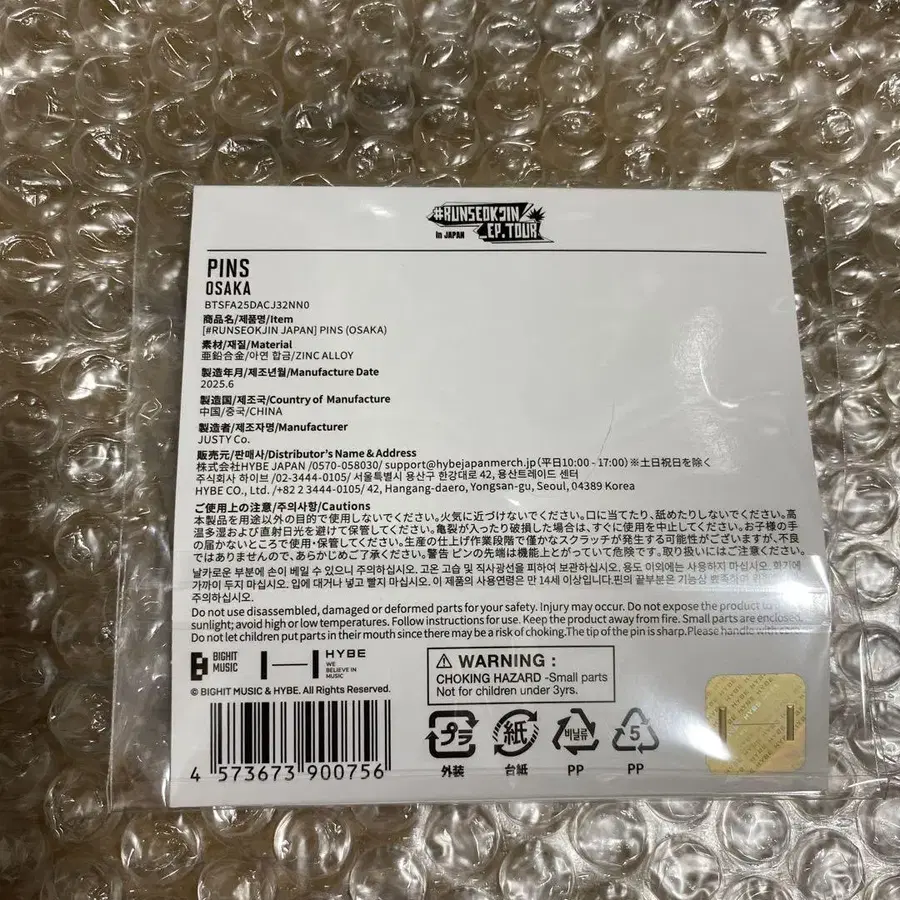 #RUNSEOKJIN
in JAPAN EP.TOUR
PINS
OSAKA
BTSFA25DACJ32NN0
商品名/제품명/Item
[#RUNSEOKJIN JAPAN] PINS (OSAKA)
素材/재질/Material
亜鉛合金/아연 합금/ZINC ALLOY
製造年月/제조년월/Manufacture Date
2025.6
製造国/제조국/Country of Manufacture
中国/중국/CHINA
製造者/제조자명/Manufacturer
JUSTY Co.
販売元/판매사/Distributor's Name & Address
株式会社HYBE JAPAN /0570-058030/ support@hybejapanmerch.jp(平日10:00 - 17:00)※土日祝日を除く
주식회사 하이브 /02-3444-0105/ 서울특별시 용산구 한강대로 42, 용산트레이드 센터
HYBE CO., Ltd. /+82 2 3444-0105/ 42, Hangang-daero, Yongsan-gu, Seoul, 04389 Korea
ご使用上の注意/주의사항/Cautions
本製品を用途以外の目的で使用しないでください。火気に近づけないでください。口に当てたり、舐めたりしないでください。高
温多湿および直射日光を避けて保管してください。亀裂が入ったり破損した場合は、すぐに使用を中止してください。お子様の手
の届かないところで使用・保管してください。生産の仕上げ作業段階で僅かなスクラッチが発生する可能性がございますが、不良
ではありませんので、あらかじめご了承ください。警告 ピンの先端は機能上とがっていて危険です。取り扱いにはご注意ください。
날카로운 부분에 손이 베일 수 있으니 주의하십시오. 고온 고습 및 직사광선을 피하여 보관하십시오. 용도 이외에는 사용하지 마십시오. 화기에
가까이 두지 마십시오. 입에 대거나 넣고 빨지 마십시오. 이 제품의 사용연령은 만 14세 이상입니다.핀의 끝부분은 기능상
주의하십시오.
Do not use disassembled, damaged or deformed parts for your safety. Injury may occur. Do not expose the product to
sunlight; avoid high or low temperatures. Follow instructions for use. Keep the product away from fire. Small parts are enclosed.
Do not let children put parts in their mouth since there may be a risk of choking.The tip of the pin is sharp.Please handle with care.
BIGHIT MUSIC
HYBE
WE BELIEVE IN MUSIC
© BIGHIT MUSIC & HYBE. All Rights Reserved.
WARNING :
CHOKING HAZARD -Small parts
Not for children under 3yrs.
4 573673 900756
プラ 紙 비닐류 5
外装 台紙 PP PP
HYBE